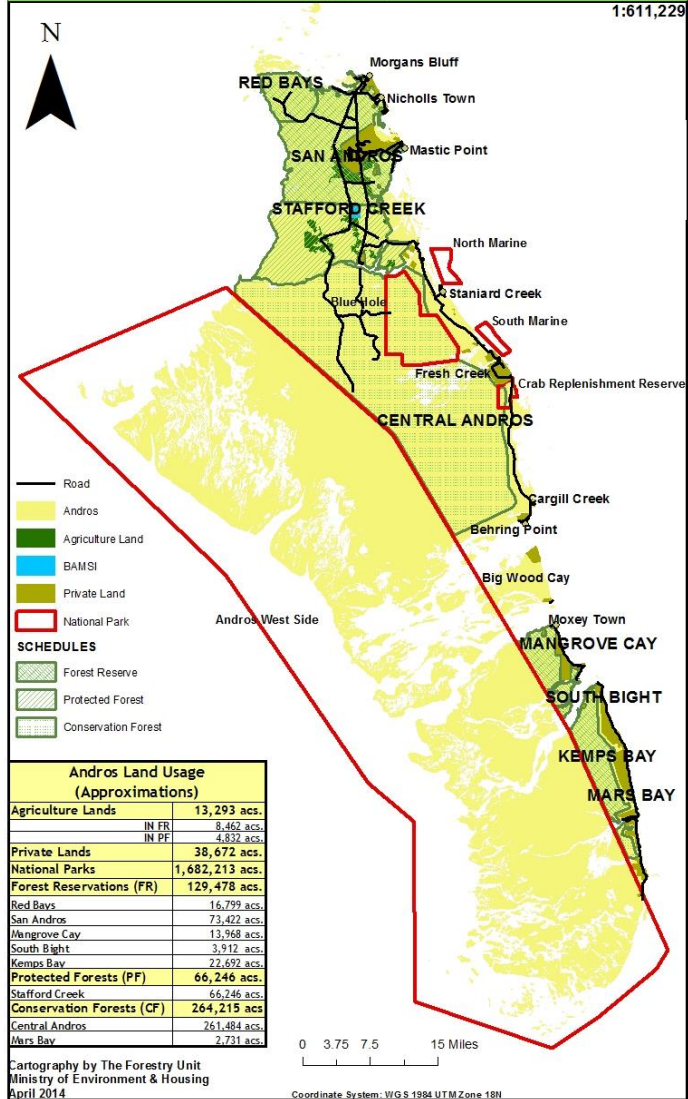 1:611,229
N
Morgans Bluff
RED BAYS
Nicholls Town
Mastic Point
SAN ANDROS
STAFFORD CREEK
North Marine
Staniard Creek
Blue Hole
South Marine
Fresh Creek
Crab Replenishment Reserve
CENTRAL ANDROS
Cargill Creek
Behring Point
Big Wood Cay
Andros West Side
Moxey Town
MANGROVE CAY
SOUTH BIGHT
KEMPS BAY
MARS BAY
Road
Andros
Agriculture Land
BAMSI
Private Land
National Park
SCHEDULES
Forest Reserve
Protected Forest
Conservation Forest
Andros Land Usage
(Approximations)
Agriculture Lands 13,293 acs.
IN FR 8,462 acs.
IN PF 4,832 acs.
Private Lands 38,672 acs.
National Parks 1,682,213 acs.
Forest Reservations (FR) 129,478 acs.
Red Bays 16,799 acs.
San Andros 73,422 acs.
Mangrove Cay 13,968 acs.
South Bight 3,912 acs.
Kemps Bay 22,692 acs.
Protected Forests (PF) 66,246 acs.
Stafford Creek 66,246 acs.
Conservation Forests (CF) 264,215 acs
Central Andros 261,484 acs.
Mars Bay 2,731 acs.
Cartography by The Forestry Unit
Ministry of Environment & Housing
April 2014
0 3.75 7.5 15 Miles
Coordinate System: WGS 1984 UTM Zone 18N